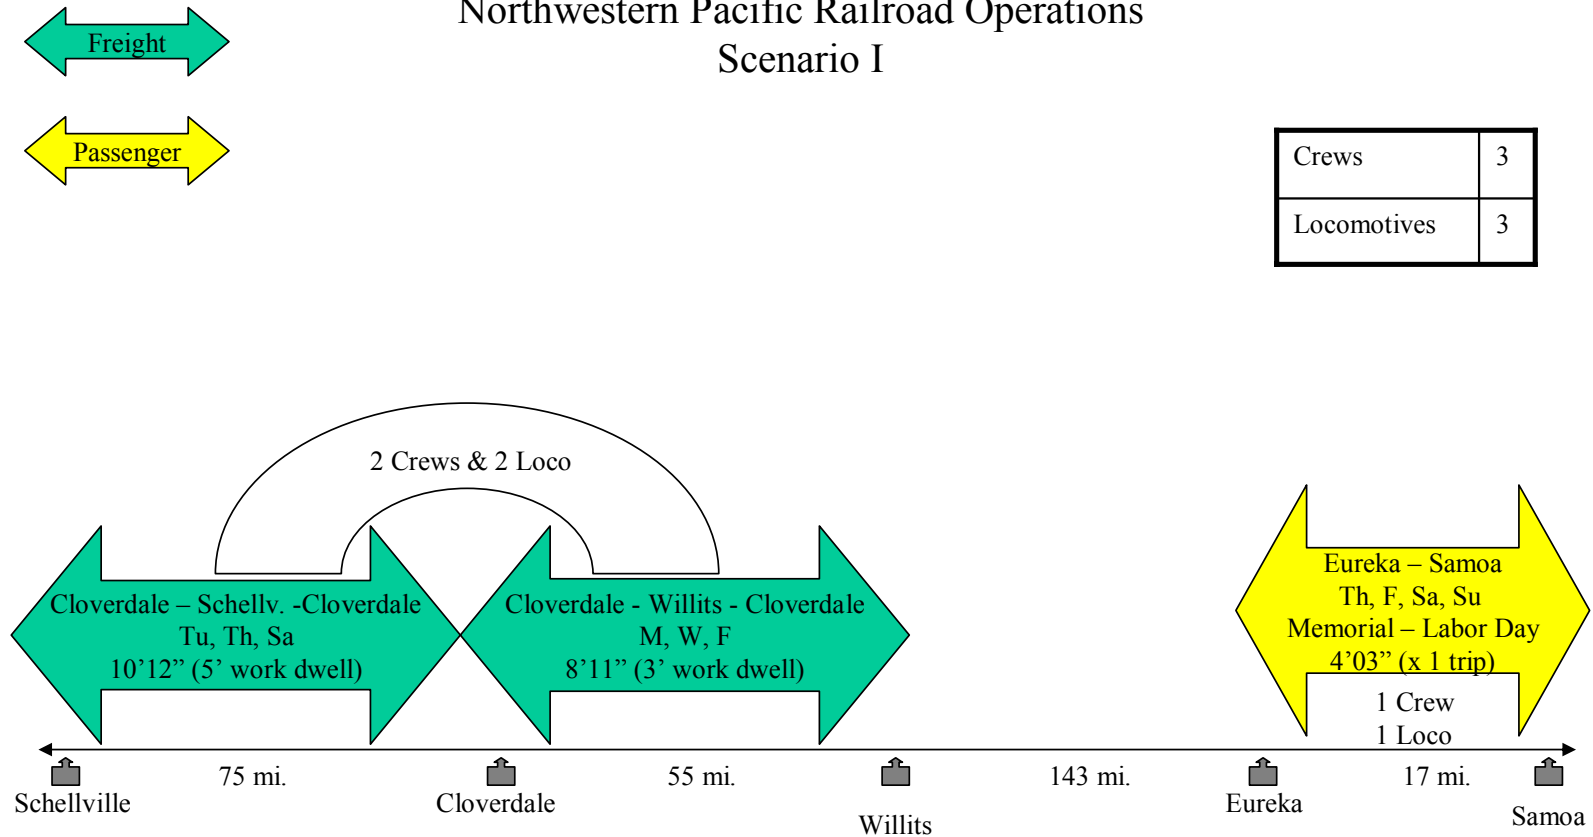 Northwestern Pacific Railroad Operations
Scenario I
Freight
Passenger
Crews 3
Locomotives 3
2 Crews & 2 Loco
Cloverdale – Schellv. -Cloverdale
Tu, Th, Sa
10’12” (5’ work dwell)
Cloverdale - Willits - Cloverdale
M, W, F
8’11” (3’ work dwell)
Eureka – Samoa
Th, F, Sa, Su
Memorial – Labor Day
4’03” (x 1 trip)
1 Crew
1 Loco
75 mi.
55 mi.
143 mi.
17 mi.
Schellville
Cloverdale
Willits
Eureka
Samoa